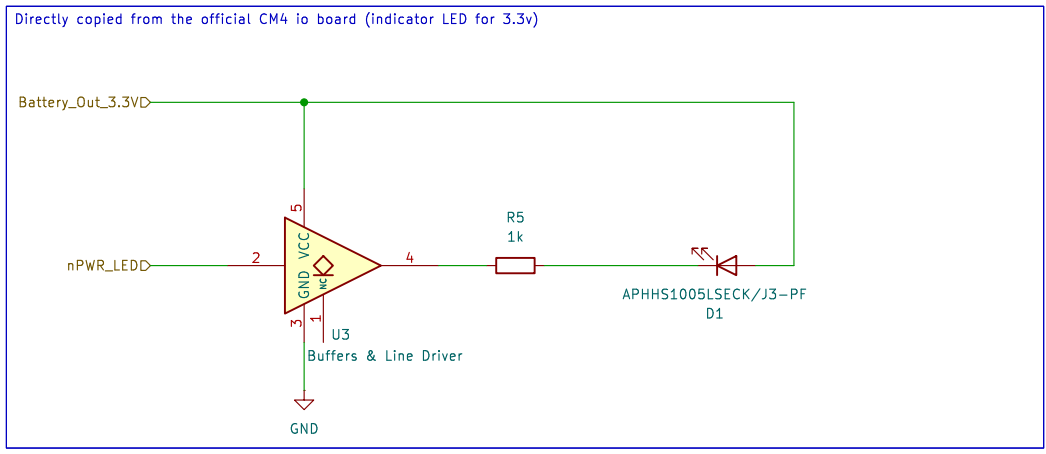 Directly copied from the official CM4 io board (indicator LED for 3.3v)
Battery_Out_3.3V
5
VCC
R5
1k
nPWR_LED
2
4
GND
NC
3
1
APHHS1005LSECK/J3-PF
D1
U3
Buffers & Line Driver
GND